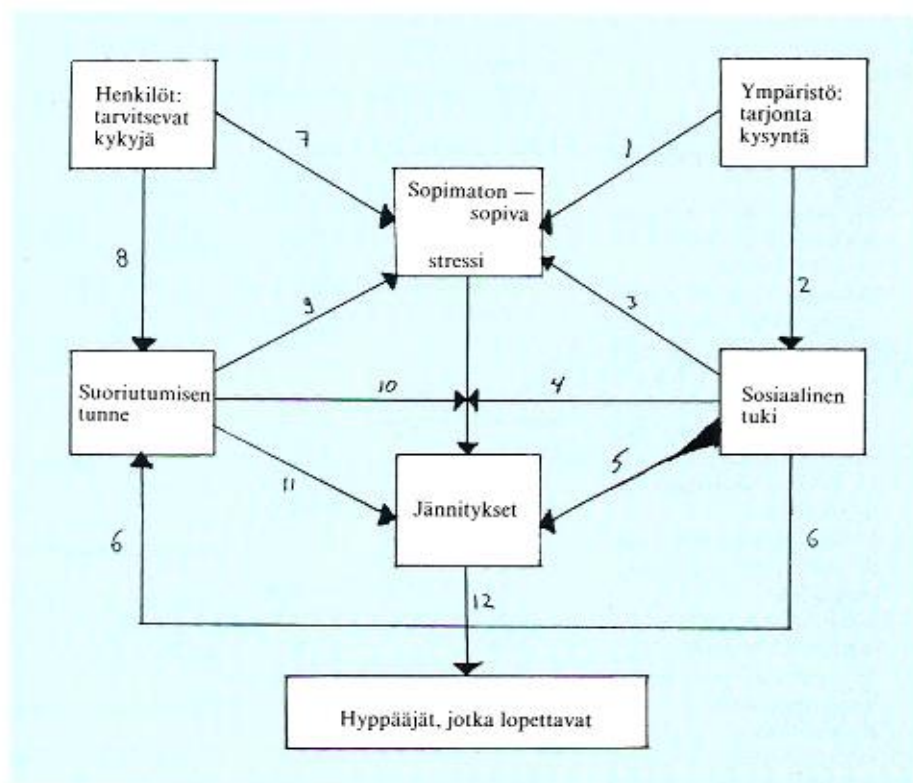 Henkilöt:
tarvitsevat
kykyjä
Ympäristö:
tarjonta
kysyntä
7
1
Sopimaton —
sopiva
stressi
8
2
9
3
Suoriutumisen
tunne
10
4
Sosiaalinen
tuki
11
5
Jännitykset
6
6
12
Hyppääjät, jotka lopettavat